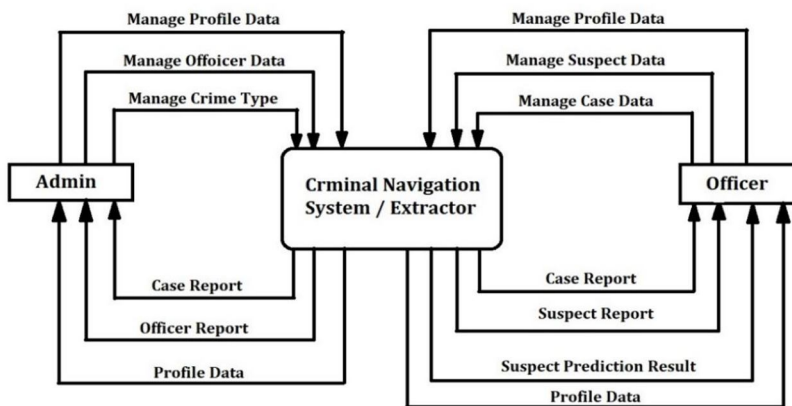 Manage Profile Data
Manage Offoicer Data
Manage Crime Type
Admin
Case Report
Officer Report
Profile Data
Crminal Navigation
System / Extractor
Manage Profile Data
Manage Suspect Data
Manage Case Data
Officer
Case Report
Suspect Report
Suspect Prediction Result
Profile Data